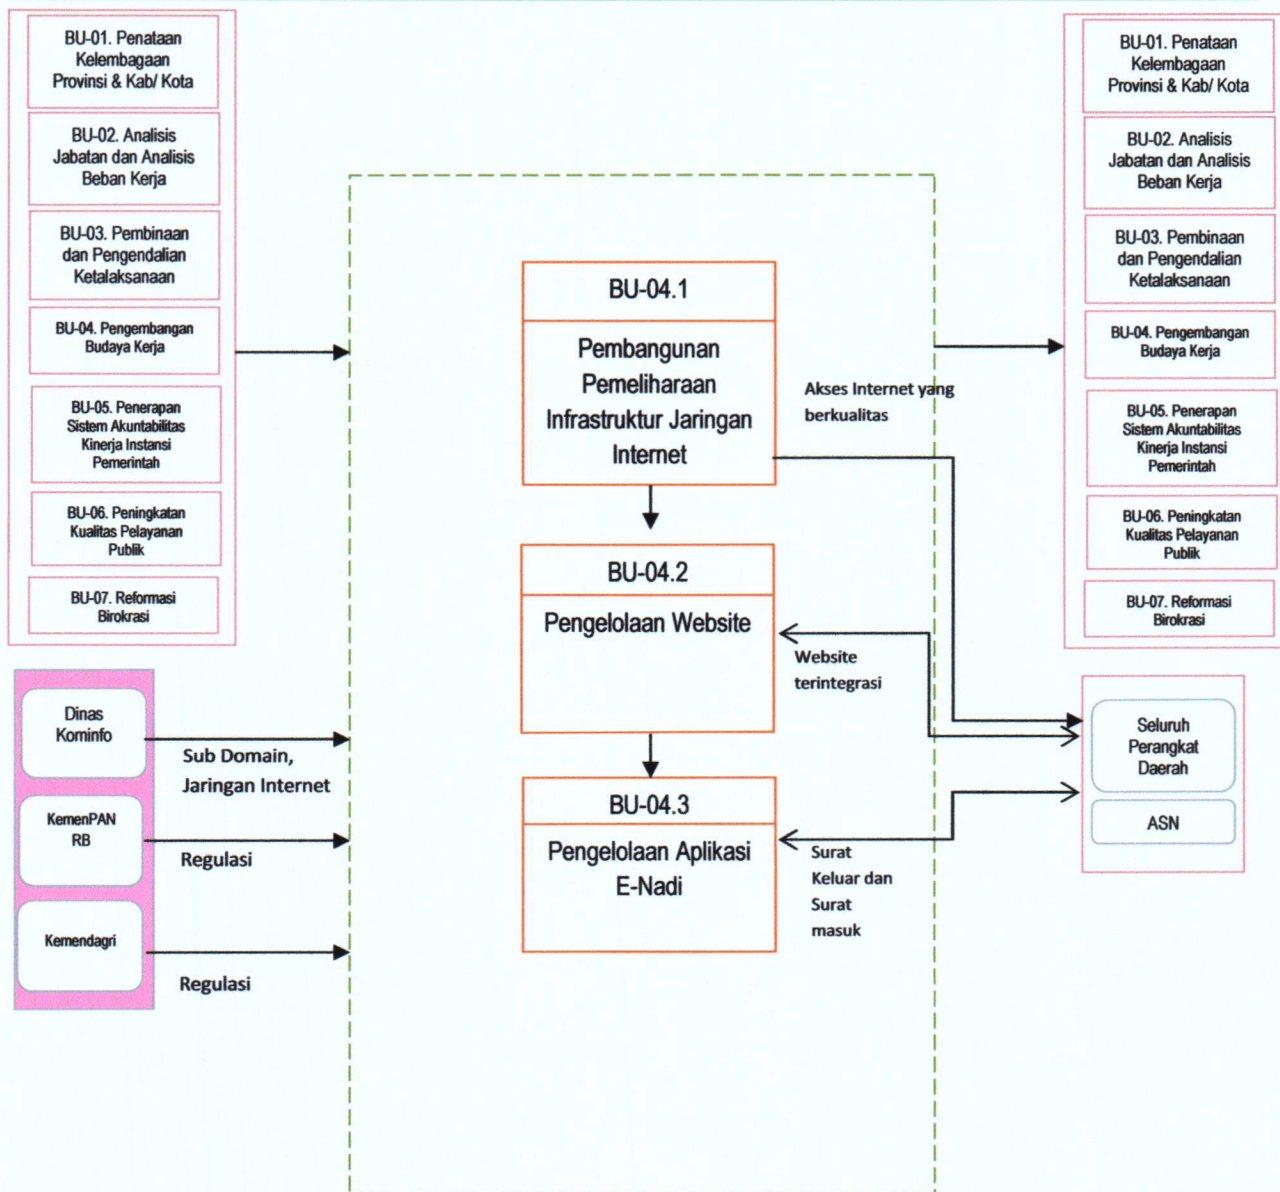 BU-01. Penataan
Kelembagaan
Provinsi & Kab/ Kota
BU-02. Analisis
Jabatan dan Analisis
Beban Kerja
BU-03. Pembinaan
dan Pengendalian
Ketalaksanaan
BU-04. Pengembangan
Budaya Kerja
BU-05. Penerapan
Sistem Akuntabilitas
Kinerja Instansi
Pemerintah
BU-06. Peningkatan
Kualitas Pelayanan
Publik
BU-07. Reformasi
Birokrasi
Dinas
Kominfo
KemenPAN
RB
Kemendagri
Sub Domain,
Jaringan Internet
Regulasi
Regulasi
BU-04.1
Pembangunan
Pemeliharaan
Infrastruktur Jaringan
Internet
BU-04.2
Pengelolaan Website
BU-04.3
Pengelolaan Aplikasi
E-Nadi
Akses Internet yang
berkualitas
Website
terintegrasi
Surat
Keluar dan
Surat
masuk
BU-01. Penataan
Kelembagaan
Provinsi & Kab/ Kota
BU-02. Analisis
Jabatan dan Analisis
Beban Kerja
BU-03. Pembinaan
dan Pengendalian
Ketalaksanaan
BU-04. Pengembangan
Budaya Kerja
BU-05. Penerapan
Sistem Akuntabilitas
Kinerja Instansi
Pemerintah
BU-06. Peningkatan
Kualitas Pelayanan
Publik
BU-07. Reformasi
Birokrasi
Seluruh
Perangkat
Daerah
ASN